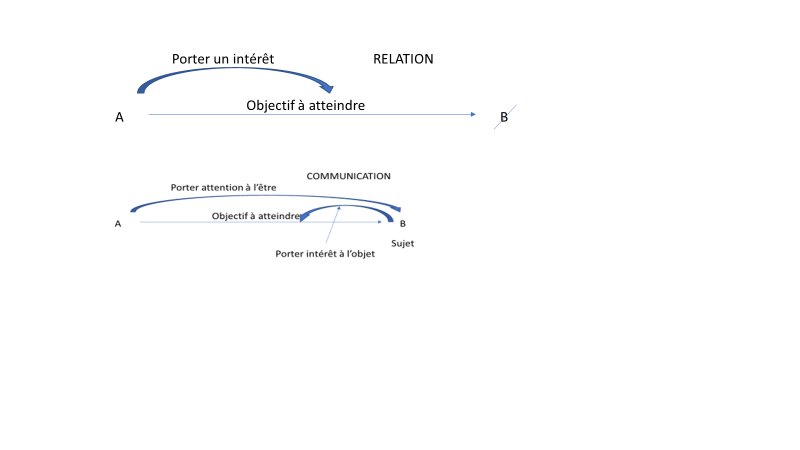 Porter un intérêt
RELATION
Objectif à atteindre
A
B
COMMUNICATION
Porter attention à l'être
Objectif à atteindre
A
B
Sujet
Porter intérêt à l'objet